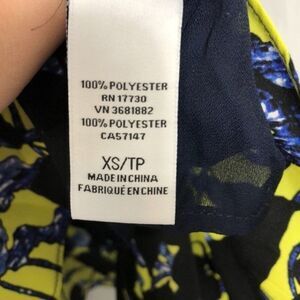 100% POLYESTER
RN 17730
VN 3681882
100% POLYESTER
CA57147
XS/TP
MADE IN CHINA
FABRIQUÉ EN CHINE